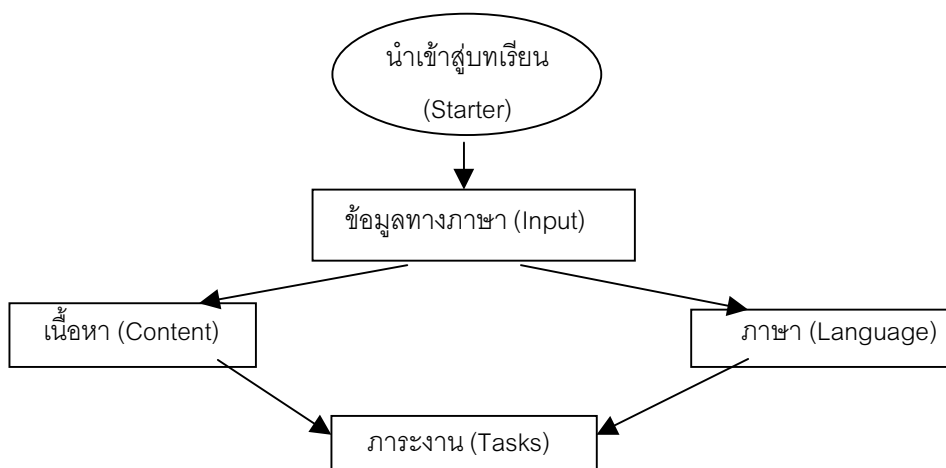 นำเข้าสู่บทเรียน
(Starter)
ข้อมูลทางภาษา (Input)
เนื้อหา (Content)
ภาษา (Language)
ภาระงาน (Tasks)